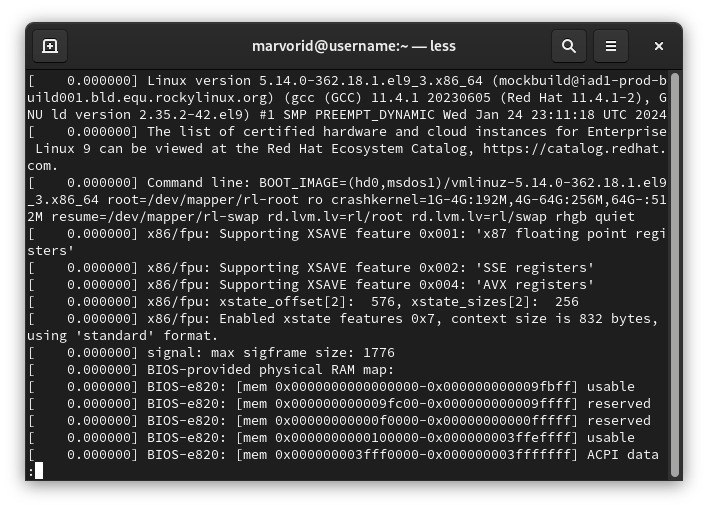 marvorid@username:~ — less
[    0.000000] Linux version 5.14.0-362.18.1.el9_3.x86_64 (mockbuild@iad1-prod-b
uild001.bld.equ.rockylinux.org) (gcc (GCC) 11.4.1 20230605 (Red Hat 11.4.1-2), G
NU ld version 2.35.2-42.el9) #1 SMP PREEMPT_DYNAMIC Wed Jan 24 23:11:18 UTC 2024
[    0.000000] The list of certified hardware and cloud instances for Enterprise
 Linux 9 can be viewed at the Red Hat Ecosystem Catalog, https://catalog.redhat.
com.
[    0.000000] Command line: BOOT_IMAGE=(hd0,msdos1)/vmlinuz-5.14.0-362.18.1.el9
_3.x86_64 root=/dev/mapper/rl-root ro crashkernel=1G-4G:192M,4G-64G:256M,64G-:51
2M resume=/dev/mapper/rl-swap rd.lvm.lv=rl/root rd.lvm.lv=rl/swap rhgb quiet
[    0.000000] x86/fpu: Supporting XSAVE feature 0x001: 'x87 floating point regi
sters'
[    0.000000] x86/fpu: Supporting XSAVE feature 0x002: 'SSE registers'
[    0.000000] x86/fpu: Supporting XSAVE feature 0x004: 'AVX registers'
[    0.000000] x86/fpu: xstate_offset[2]:  576, xstate_sizes[2]:  256
[    0.000000] x86/fpu: Enabled xstate features 0x7, context size is 832 bytes,
using 'standard' format.
[    0.000000] signal: max sigframe size: 1776
[    0.000000] BIOS-provided physical RAM map:
[    0.000000] BIOS-e820: [mem 0x0000000000000000-0x000000000009fbff] usable
[    0.000000] BIOS-e820: [mem 0x000000000009fc00-0x000000000009ffff] reserved
[    0.000000] BIOS-e820: [mem 0x00000000000f0000-0x00000000000fffff] reserved
[    0.000000] BIOS-e820: [mem 0x0000000000100000-0x000000003ffeffff] usable
[    0.000000] BIOS-e820: [mem 0x000000003fff0000-0x000000003fffffff] ACPI data
: